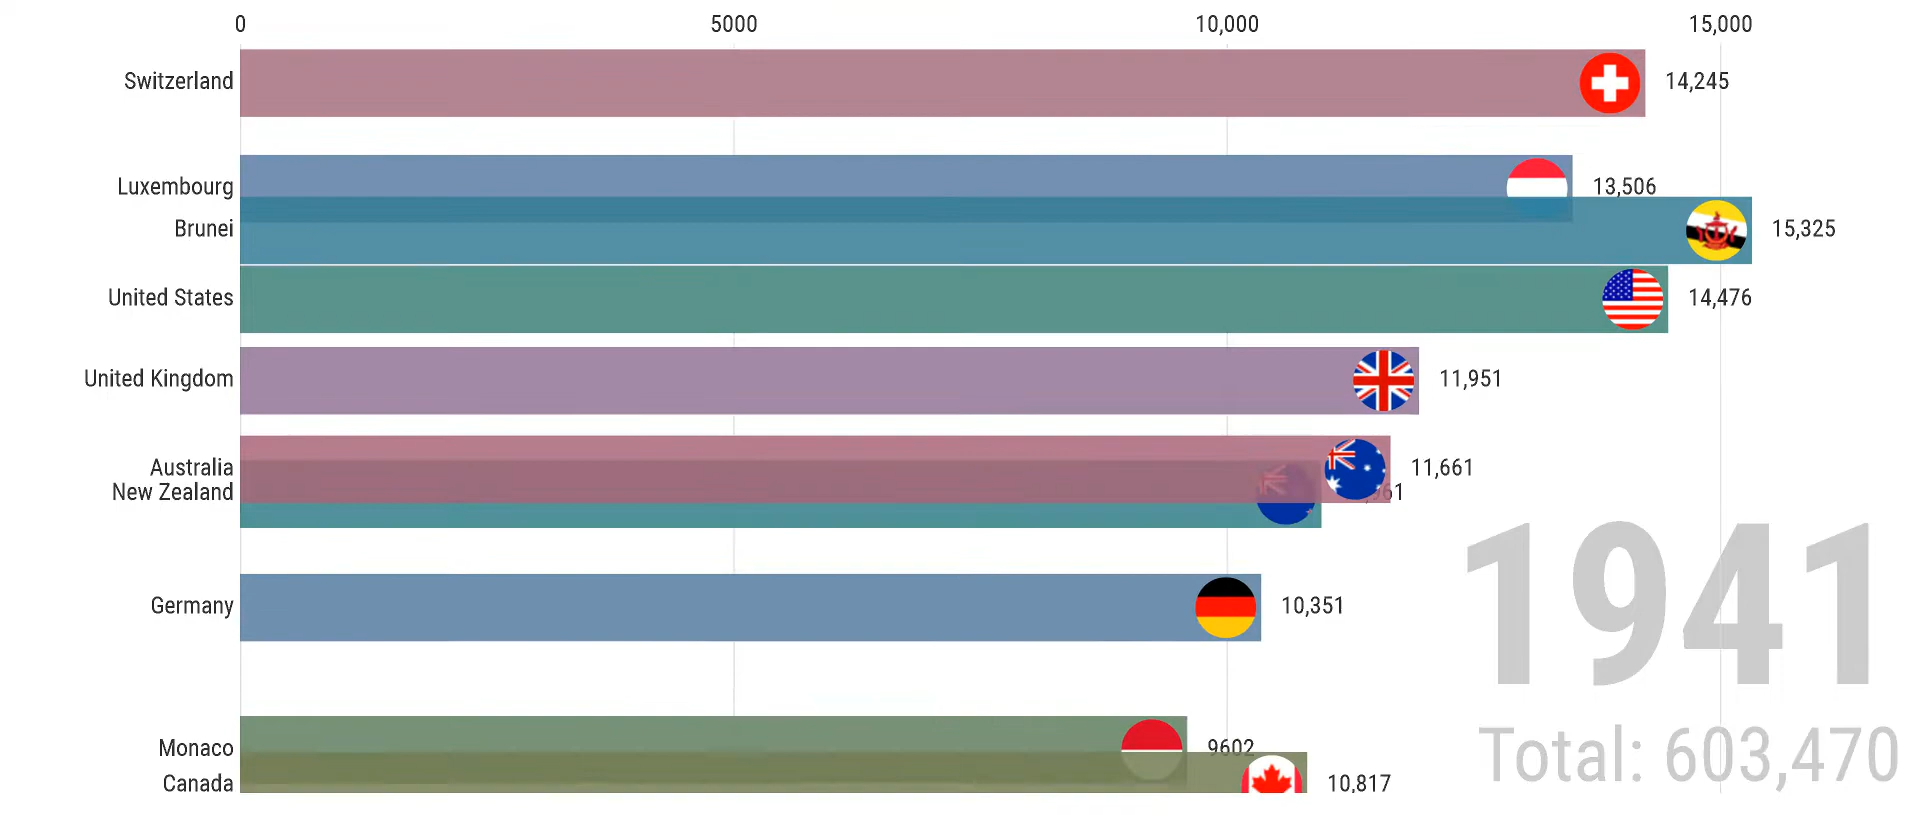 0 5000 10,000 15,000
Switzerland 14,245
Luxembourg 13,506
Brunei 15,325
United States 14,476
United Kingdom 11,951
Australia 11,661
New Zealand
Germany 10,351
1941
Monaco 9602
Total: 603,470
Canada 10,817